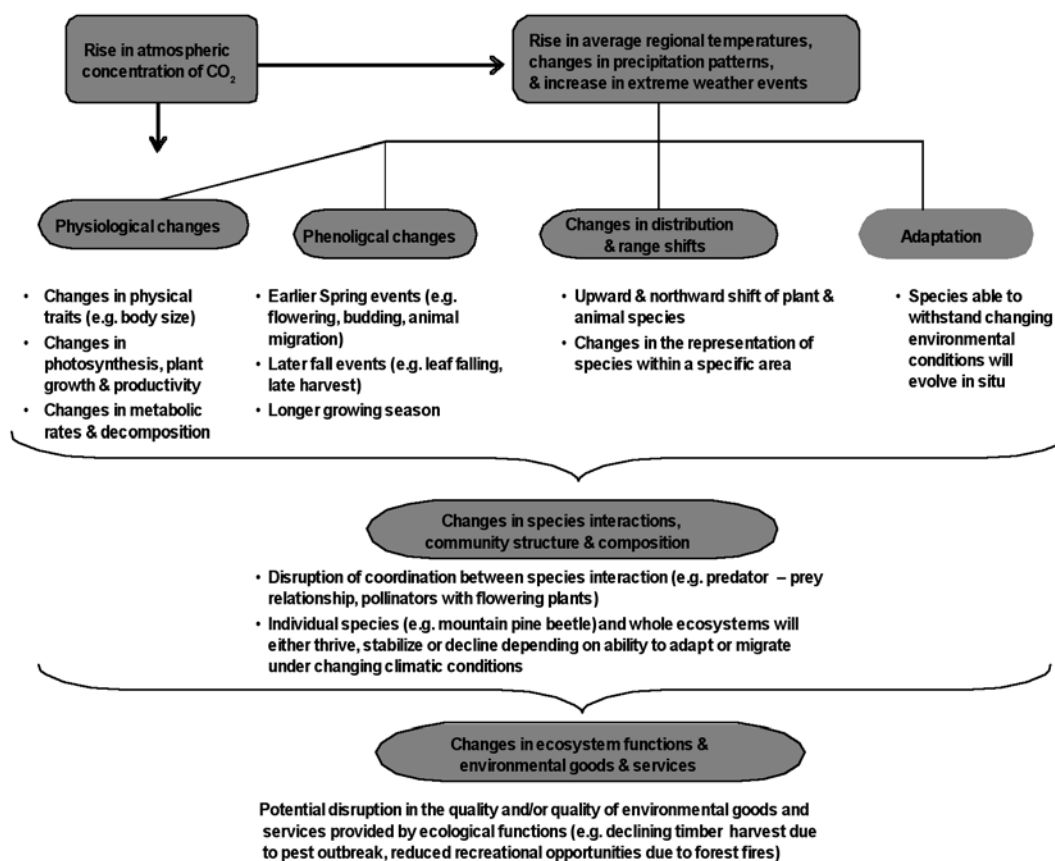 Rise in atmospheric
concentration of CO₂
Rise in average regional temperatures,
changes in precipitation patterns,
& increase in extreme weather events
Physiological changes
Phenoligcal changes
Changes in distribution
& range shifts
Adaptation
• Changes in physical
traits (e.g. body size)
• Changes in
photosynthesis, plant
growth & productivity
• Changes in metabolic
rates & decomposition
• Earlier Spring events (e.g.
flowering, budding, animal
migration)
• Later fall events (e.g. leaf falling,
late harvest)
• Longer growing season
• Upward & northward shift of plant &
animal species
• Changes in the representation of
species within a specific area
• Species able to
withstand changing
environmental
conditions will
evolve in situ
Changes in species interactions,
community structure & composition
• Disruption of coordination between species interaction (e.g. predator – prey
relationship, pollinators with flowering plants)
• Individual species (e.g. mountain pine beetle) and whole ecosystems will
either thrive, stabilize or decline depending on ability to adapt or migrate
under changing climatic conditions
Changes in ecosystem functions &
environmental goods & services
Potential disruption in the quality and/or quality of environmental goods and
services provided by ecological functions (e.g. declining timber harvest due
to pest outbreak, reduced recreational opportunities due to forest fires)